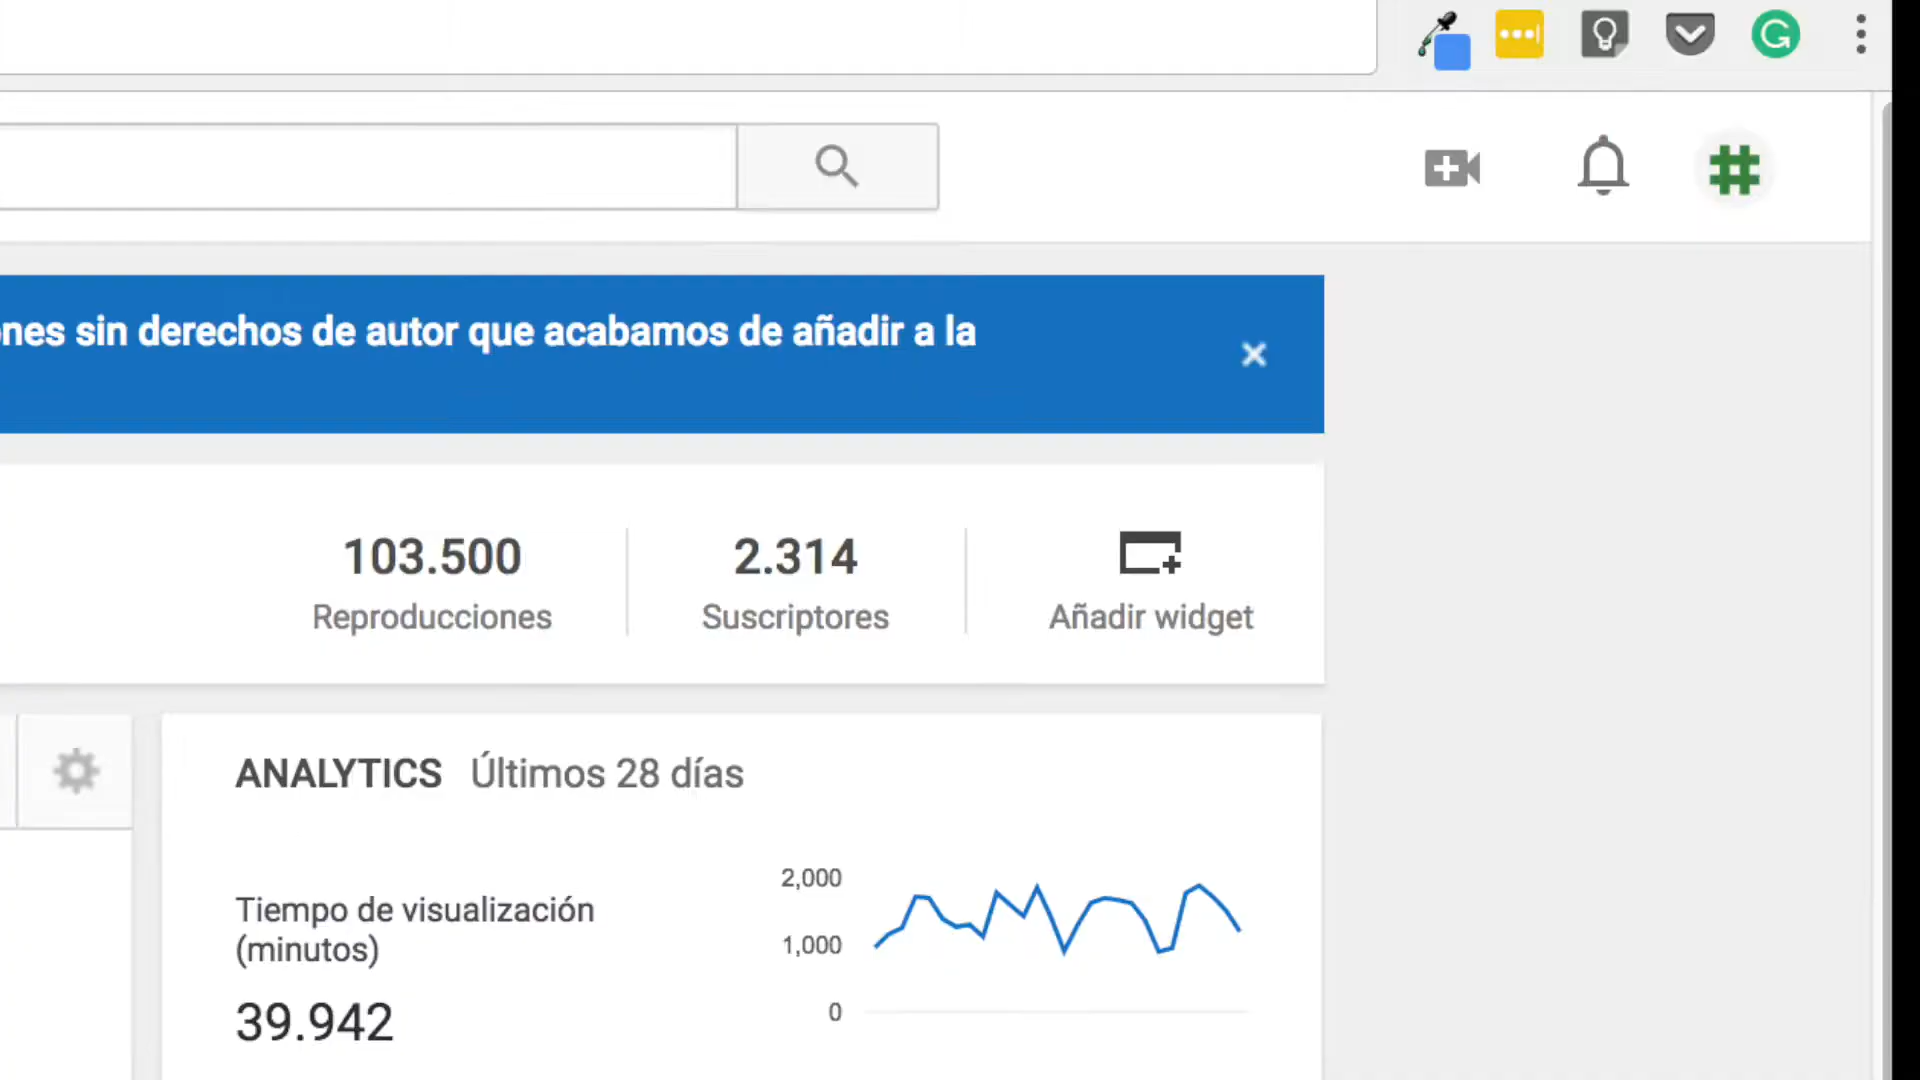 nes sin derechos de autor que acabamos de añadir a la
103.500
Reproducciones
2.314
Suscriptores
Añadir widget
ANALYTICS Últimos 28 días
Tiempo de visualización
(minutos)
39.942
2,000
1,000
0